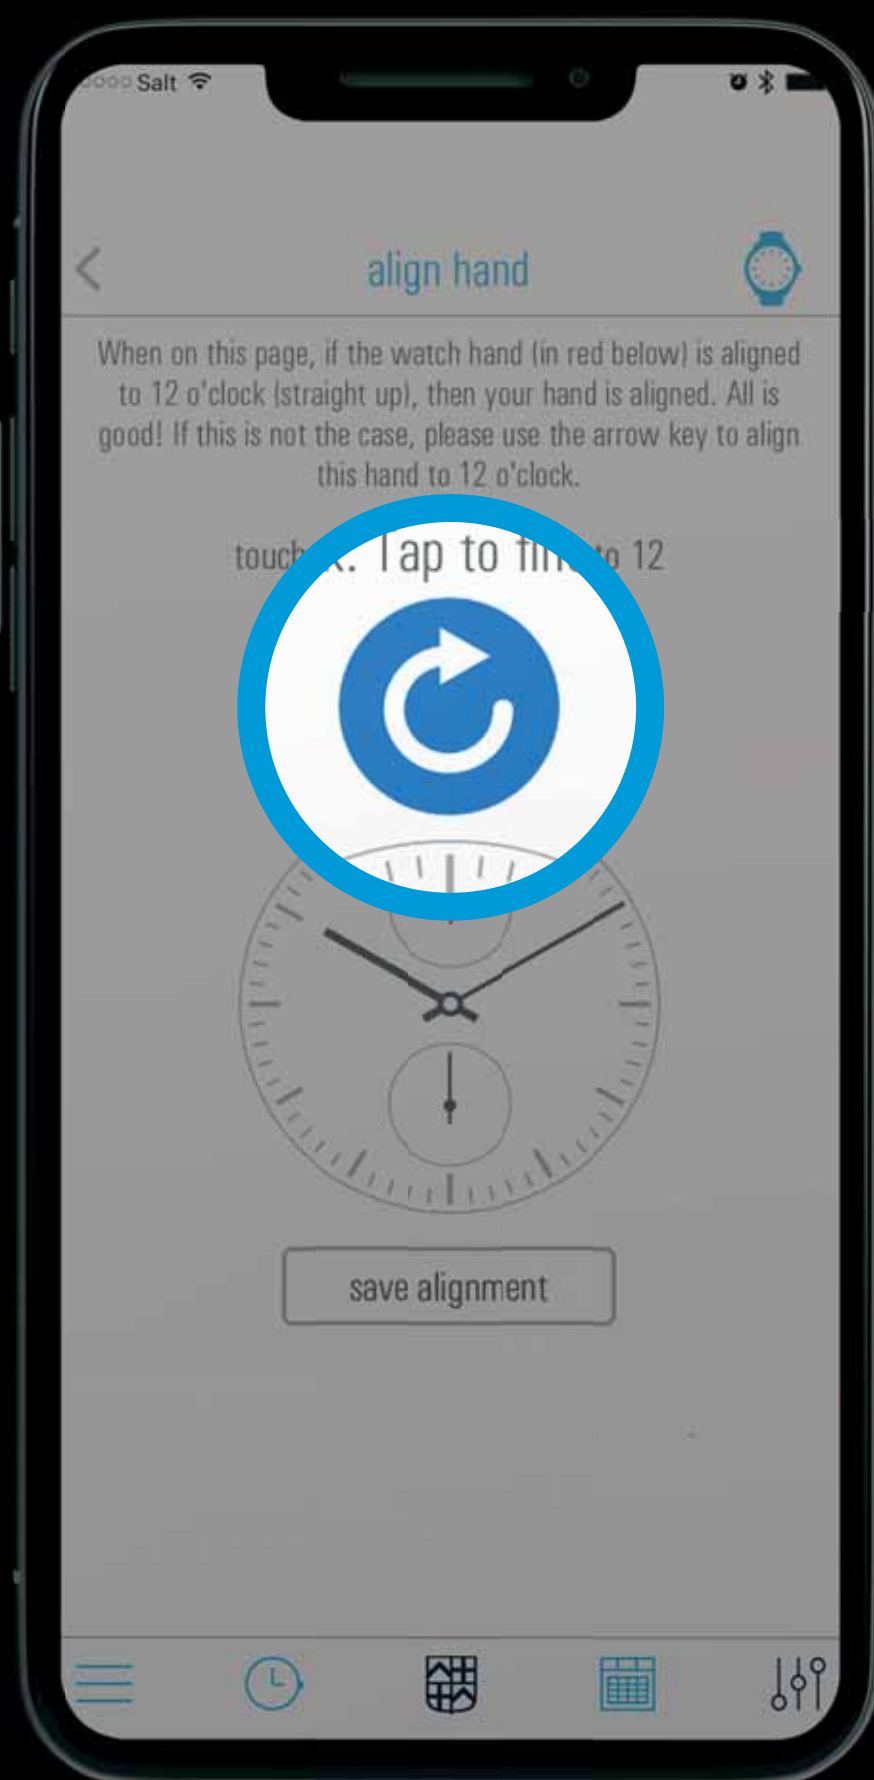 Salt
align hand
When on this page, if the watch hand (in red below) is aligned
to 12 o'clock (straight up), then your hand is aligned. All is
good! If this is not the case, please use the arrow key to align
this hand to 12 o'clock.
touch Tap to to 12
save alignment